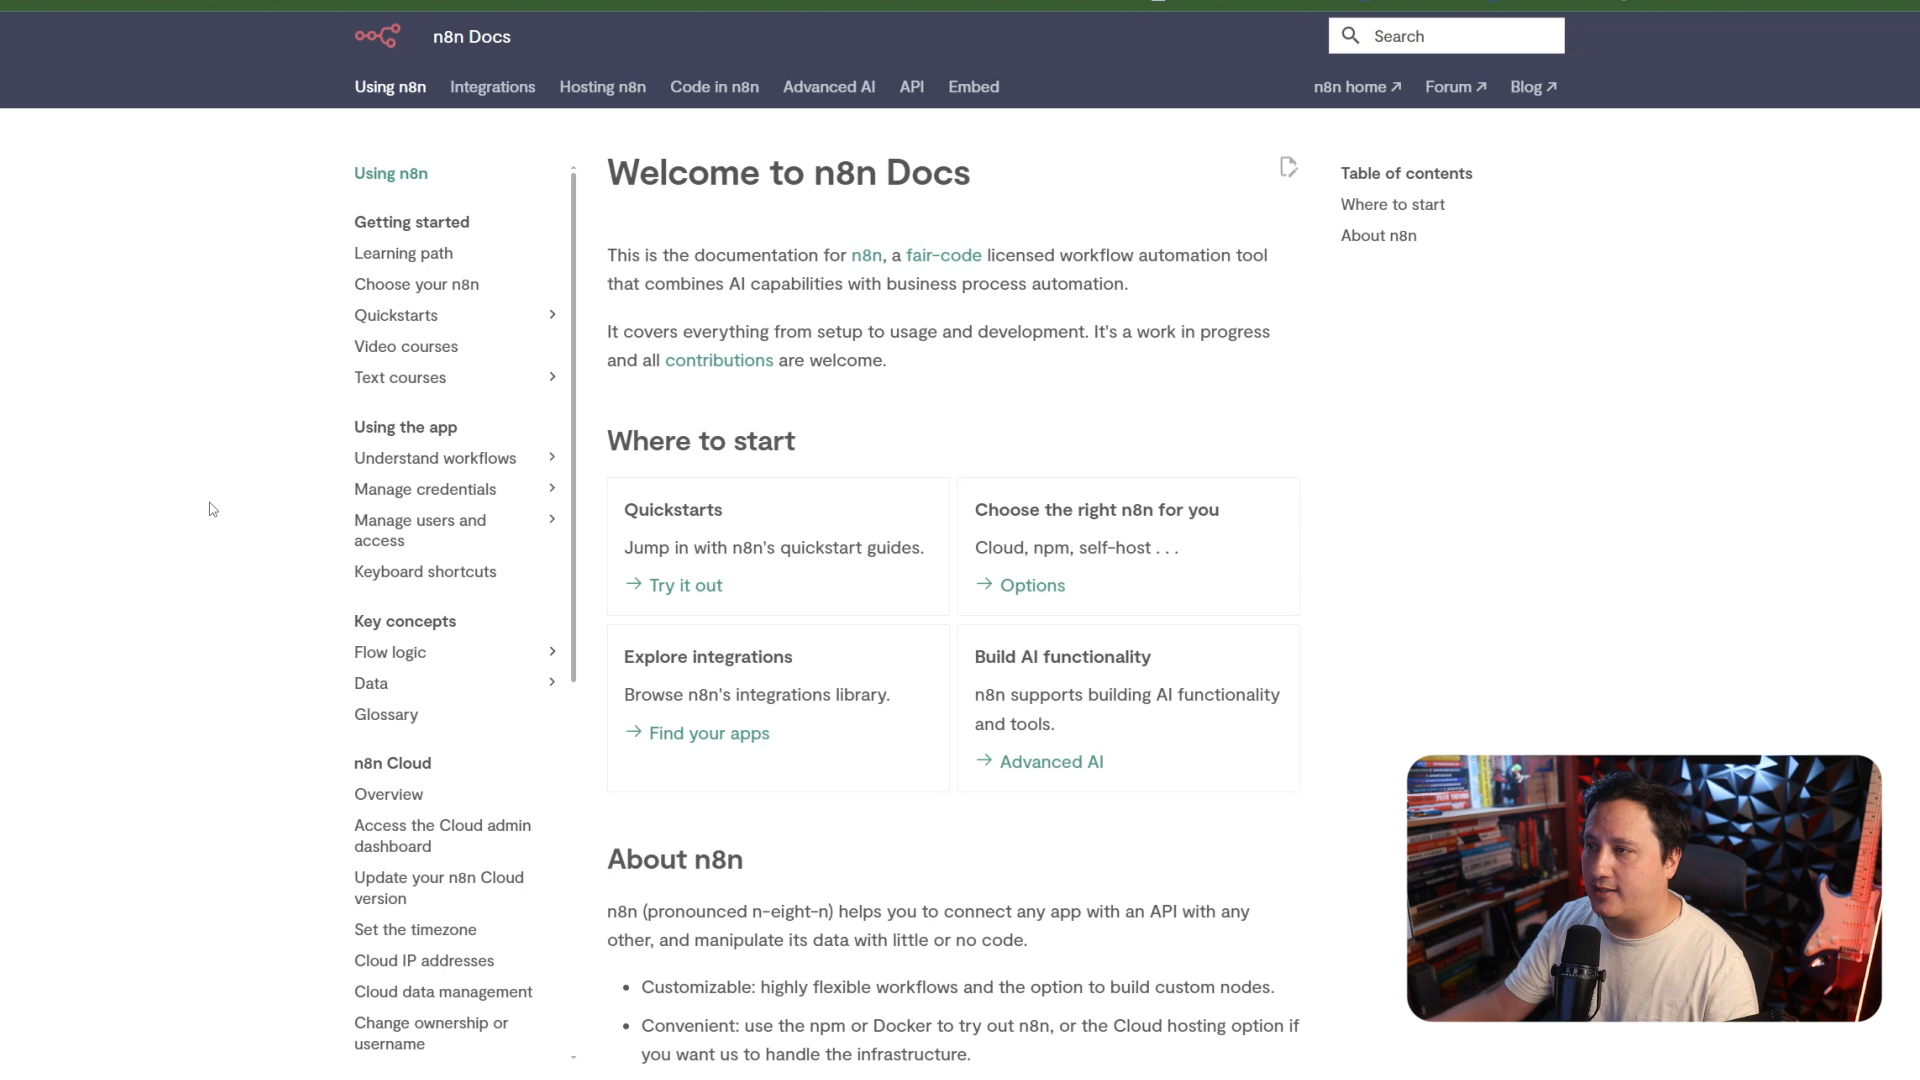 n8n Docs
Search
Using n8n
Integrations
Hosting n8n
Code in n8n
Advanced AI
API
Embed
n8n home
Forum
Blog
Using n8n
Getting started
Learning path
Choose your n8n
Quickstarts
Video courses
Text courses
Using the app
Understand workflows
Manage credentials
Manage users and
access
Keyboard shortcuts
Key concepts
Flow logic
Data
Glossary
n8n Cloud
Overview
Access the Cloud admin
dashboard
Update your n8n Cloud
version
Set the timezone
Cloud IP addresses
Cloud data management
Change ownership or
username
Welcome to n8n Docs
This is the documentation for n8n, a fair-code licensed workflow automation tool
that combines AI capabilities with business process automation.
It covers everything from setup to usage and development. It's a work in progress
and all contributions are welcome.
Where to start
Quickstarts
Jump in with n8n's quickstart guides.
→ Try it out
Choose the right n8n for you
Cloud, npm, self-host . . .
→ Options
Explore integrations
Browse n8n's integrations library.
→ Find your apps
Build AI functionality
n8n supports building AI functionality
and tools.
→ Advanced AI
About n8n
n8n (pronounced n-eight-n) helps you to connect any app with an API with any
other, and manipulate its data with little or no code.
• Customizable: highly flexible workflows and the option to build custom nodes.
• Convenient: use the npm or Docker to try out n8n, or the Cloud hosting option if
you want us to handle the infrastructure.
Table of contents
Where to start
About n8n